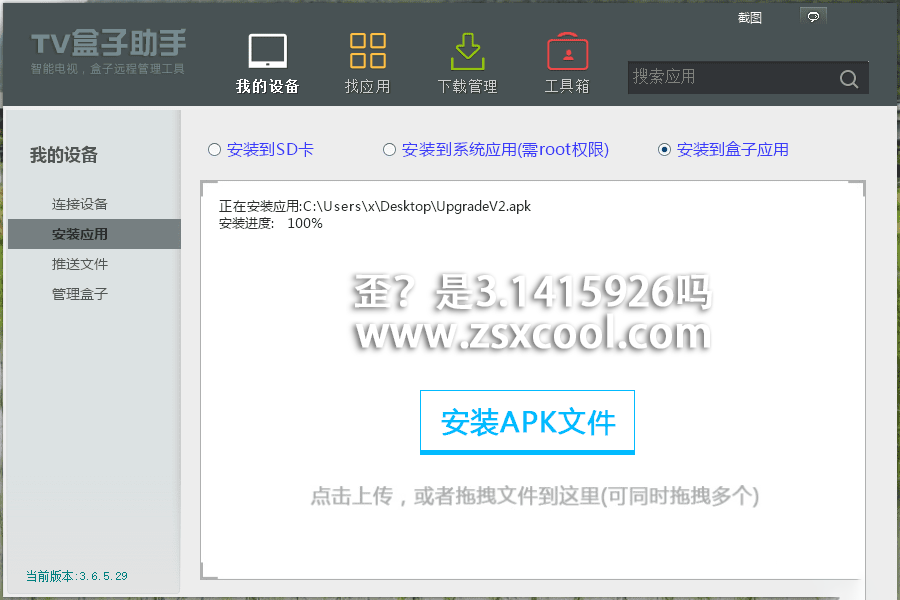 截图
TV盒子助手
智能电视，盒子远程管理工具
我的设备
找应用
下载管理
工具箱
搜索应用
我的设备
连接设备
安装应用
推送文件
管理盒子
当前版本:3.6.5.29
安装到SD卡
安装到系统应用(需root权限)
安装到盒子应用
正在安装应用:C:\Users\x\Desktop\UpgradeV2.apk
安装进度: 100%
歪？是3.1415926吗
www.zsxcool.com
安装APK文件
点击上传，或者拖拽文件到这里(可同时拖拽多个)